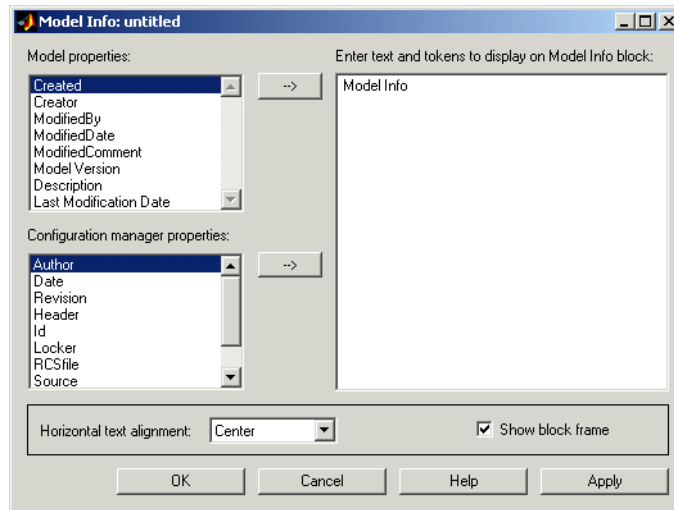 Model Info: untitled
Model properties:
Created
Creator
ModifiedBy
ModifiedDate
ModifiedComment
Model Version
Description
Last Modification Date
-->
Enter text and tokens to display on Model Info block:
Model Info
Configuration manager properties:
Author
Date
Revision
Header
Id
Locker
RCSfile
Source
-->
Horizontal text alignment:
Center
Show block frame
OK
Cancel
Help
Apply